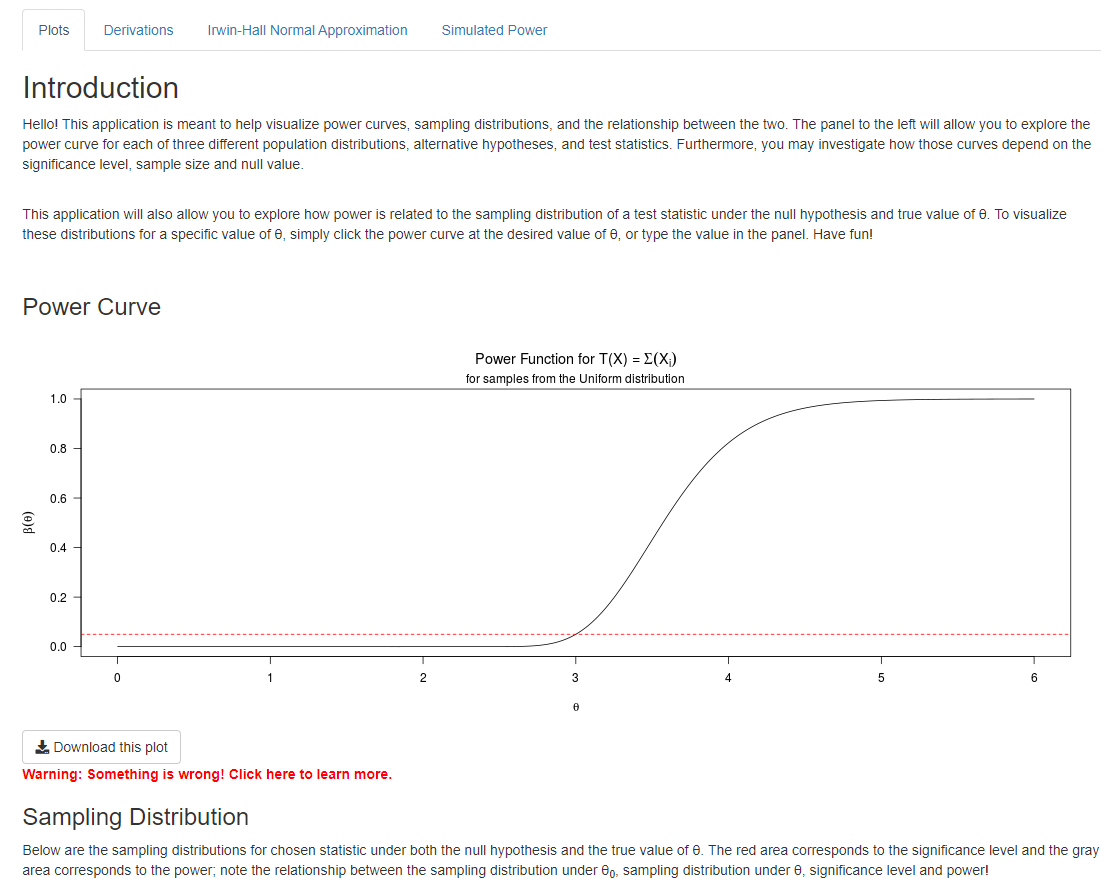 Plots Derivations Irwin-Hall Normal Approximation Simulated Power
Introduction
Hello! This application is meant to help visualize power curves, sampling distributions, and the relationship between the two. The panel to the left will allow you to explore the
power curve for each of three different population distributions, alternative hypotheses, and test statistics. Furthermore, you may investigate how those curves depend on the
significance level, sample size and null value.
This application will also allow you to explore how power is related to the sampling distribution of a test statistic under the null hypothesis and true value of θ. To visualize
these distributions for a specific value of θ, simply click the power curve at the desired value of θ, or type the value in the panel. Have fun!
Power Curve
Power Function for T(X) = Σ(Xᵢ)
for samples from the Uniform distribution
1.0
0.8
0.6
0.4
0.2
0.0
β(θ)
0 1 2 3 4 5 6
θ
Download this plot
Warning: Something is wrong! Click here to learn more.
Sampling Distribution
Below are the sampling distributions for chosen statistic under both the null hypothesis and the true value of θ. The red area corresponds to the significance level and the gray
area corresponds to the power; note the relationship between the sampling distribution under θ₀, sampling distribution under θ, significance level and power!